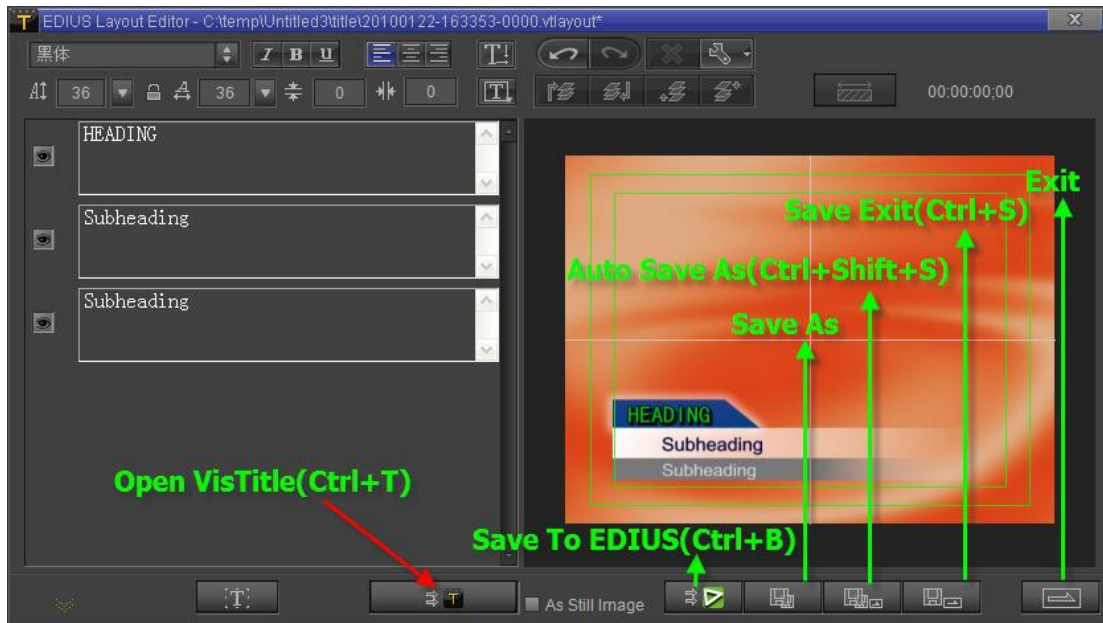 EDIUS Layout Editor - C:\temp\Untitled3\title\20100122-163353-0000.vtlayout*
黑体
I B U
36 36 0 0
00:00:00;00
HEADING
Subheading
Subheading
Exit
Save Exit(Ctrl+S)
Auto Save As(Ctrl+Shift+S)
Save As
HEADING
Subheading
Subheading
Open VisTitle(Ctrl+T)
Save To EDIUS(Ctrl+B)
As Still Image